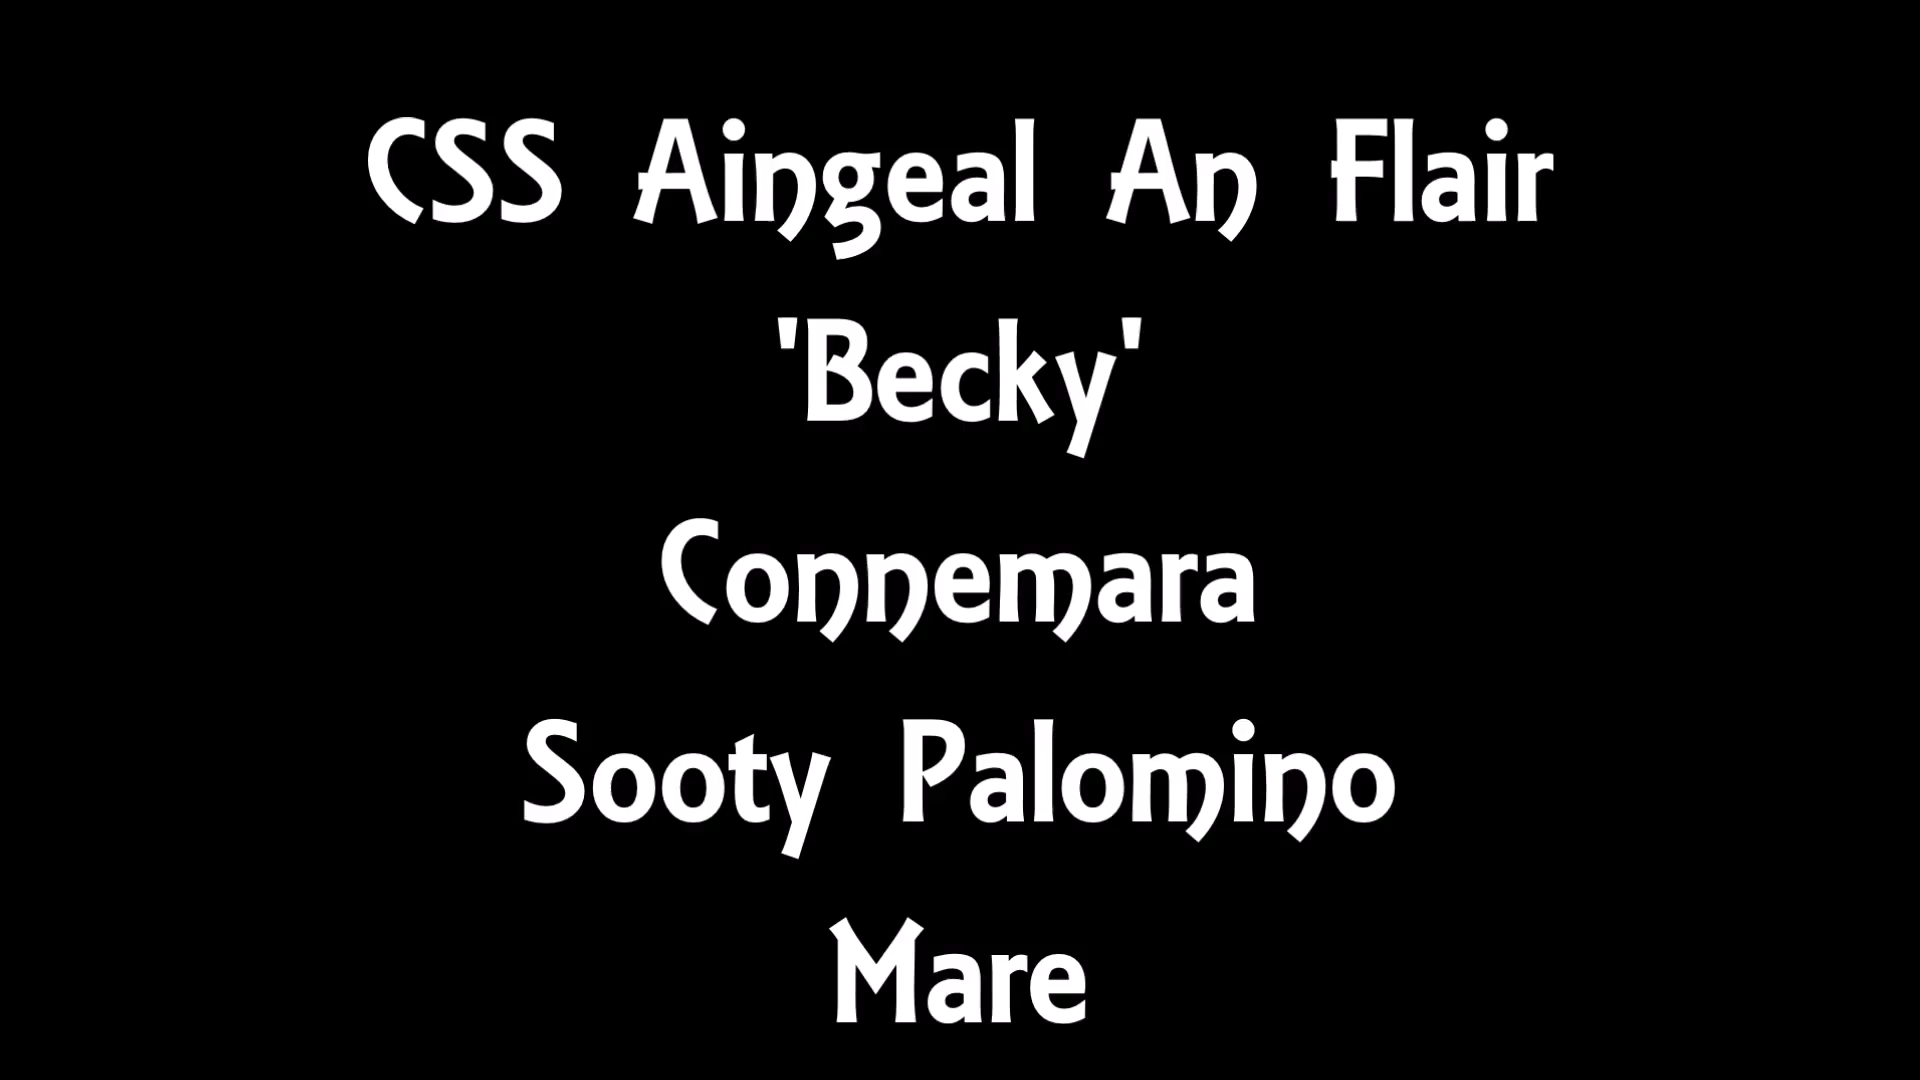 CSS Aingeal An Flair
'Becky'
Connemara
Sooty Palomino
Mare